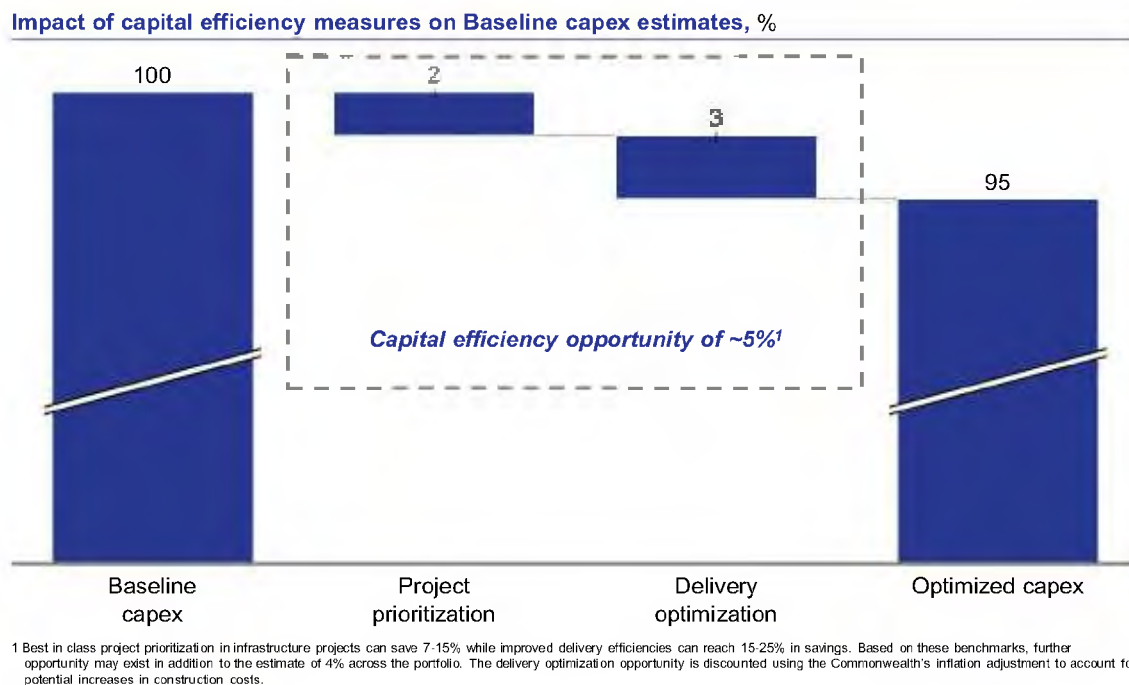 Impact of capital efficiency measures on Baseline capex estimates, %
100
2
3
95
Capital efficiency opportunity of ~5%¹
Baseline
capex
Project
prioritization
Delivery
optimization
Optimized capex
1 Best in class project prioritization in infrastructure projects can save 7-15% while improved delivery efficiencies can reach 15-25% in savings. Based on these benchmarks, further
opportunity may exist in addition to the estimate of 4% across the portfolio. The delivery optimization opportunity is discounted using the Commonwealth's inflation adjustment to account fo
potential increases in construction costs.